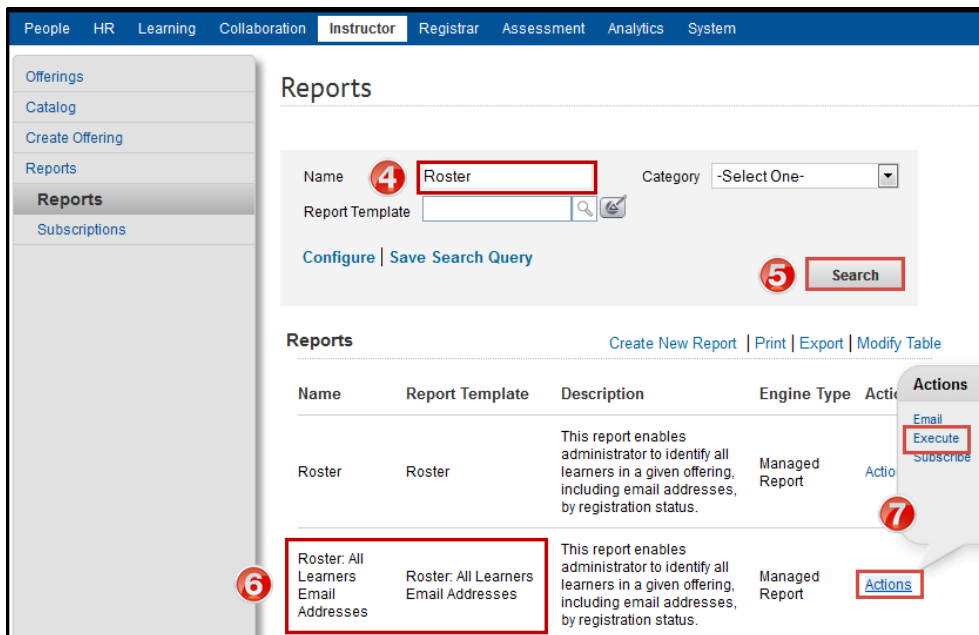 People HR Learning Collaboration Instructor Registrar Assessment Analytics System
Offerings
Catalog
Create Offering
Reports
Reports
Subscriptions
Reports
Name 4 Roster Category -Select One-
Report Template
Configure | Save Search Query
5 Search
Reports
Create New Report | Print | Export | Modify Table
Name Report Template Description Engine Type Actio
Actions
Email
Execute
Subscribe
Roster
Roster
This report enables
administrator to identify all
learners in a given offering,
including email addresses,
by registration status.
Managed
Report
Actio
7
6
Roster: All
Learners
Email
Addresses
Roster: All Learners
Email Addresses
This report enables
administrator to identify all
learners in a given offering,
including email addresses,
by registration status.
Managed
Report
Actions